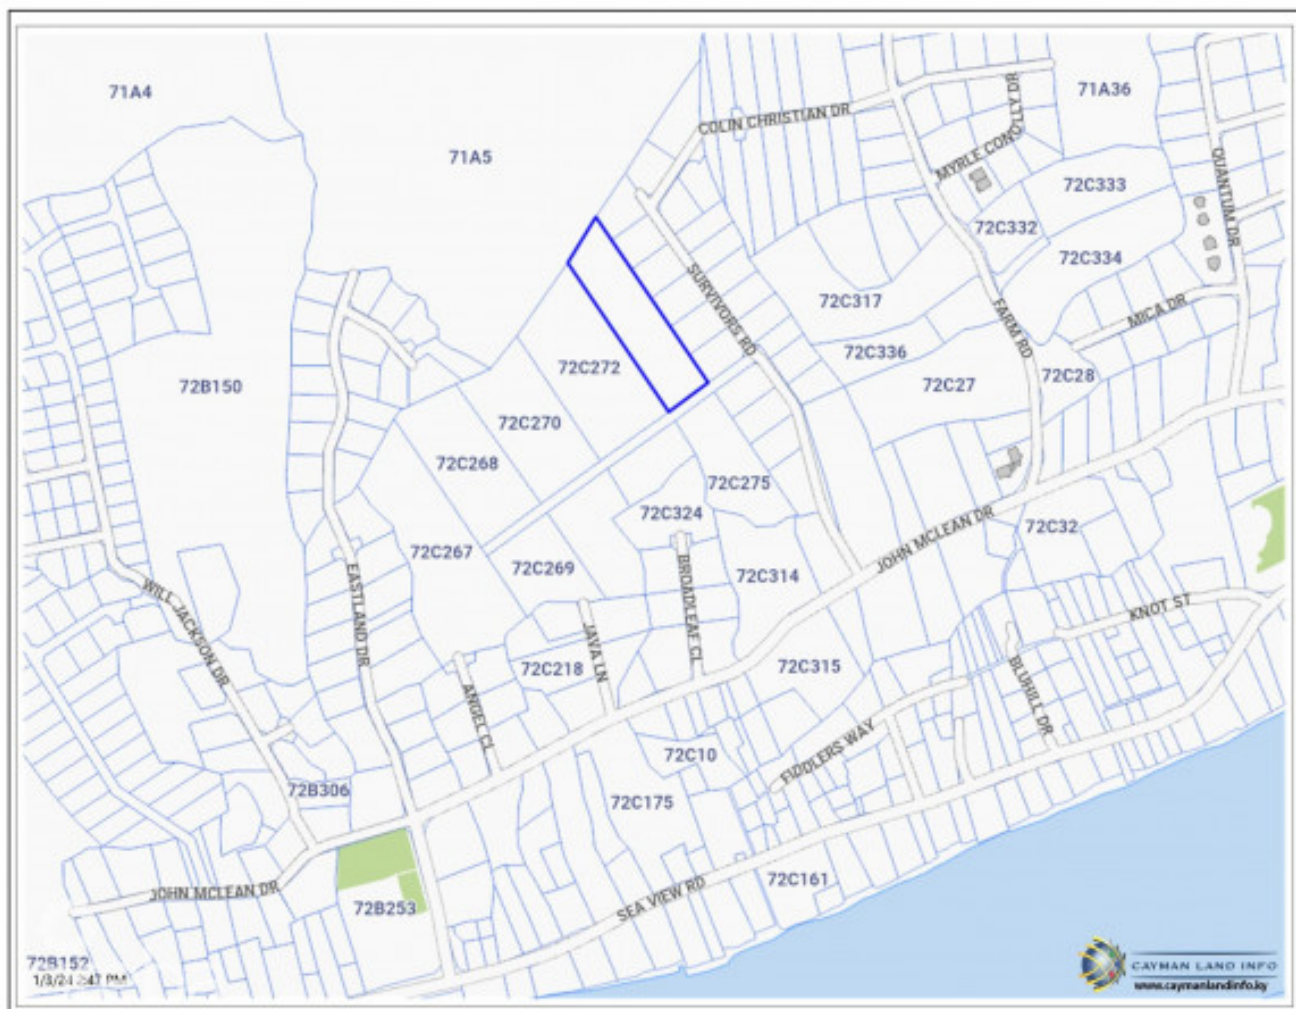 71A4
71A36
COLIN CHRISTIAN DR
MYRLE CONOLLY DR
71A5
QUANTUM DR
72C333
72C332
72C334
SURVIVORS RD
72C317
FARM RD
MICA DR
72C336
72C272
72C27
72C28
72B150
72C270
72C268
72C275
72C324
72C32
JOHN MCLEAN DR
72C267
72C269
BROADLEAF CL
72C314
EASTLAND DR
WILL JACKSON DR
KNOT ST
JAVA LN
72C218
72C315
BLUHILL DR
ANGEL CL
72C10
FIDDLERS WAY
72B306
72C175
JOHN MCLEAN DR
SEA VIEW RD
72C161
72B253
72B152
CAYMAN LAND INFO
www.caymanlandinfo.ky